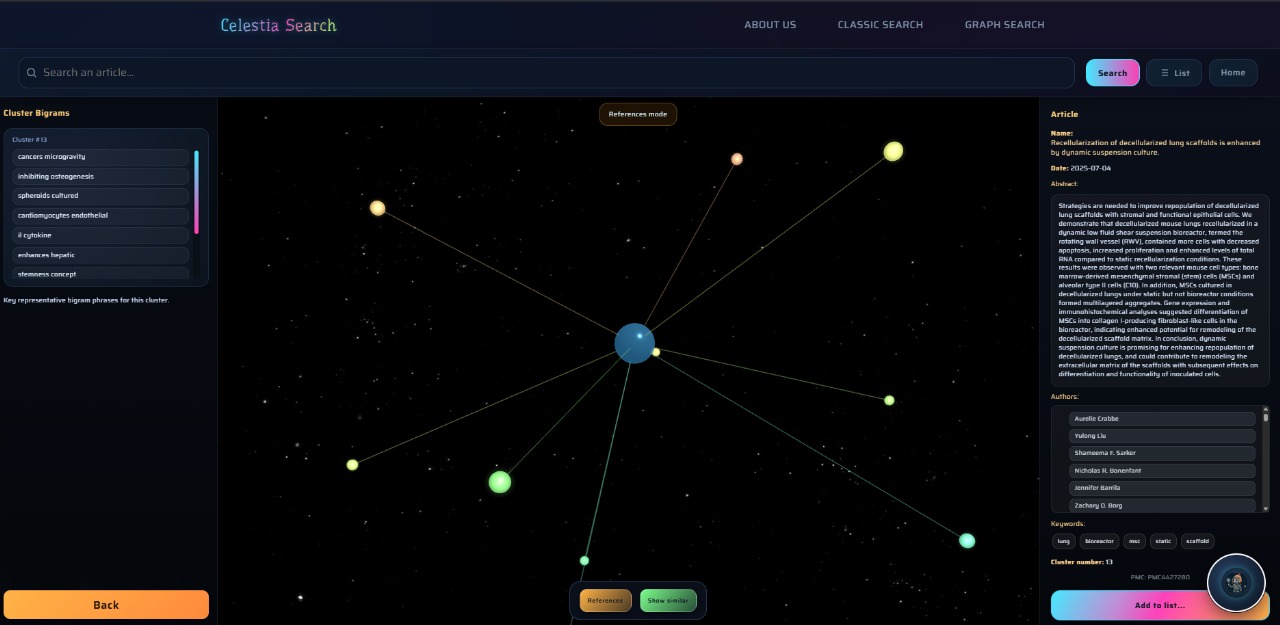 Celestia Search
ABOUT US
CLASSIC SEARCH
GRAPH SEARCH
Search an article...
Search
☰ List
Home
Cluster Bigrams
Cluster #13
cancers microgravity
inhibiting osteogenesis
spheroids cultured
cardiomyocytes endothelial
il cytokine
enhances hepatic
stemness concept
Key representative bigram phrases for this cluster.
Back
References mode
References
Show similar
Article
Name:
Recellularization of decellularized lung scaffolds is enhanced
by dynamic suspension culture.
Date: 2025-07-04
Abstract:
Strategies are needed to improve repopulation of decellularized
lung scaffolds with stromal and functional epithelial cells. We
demonstrate that decellularized mouse lungs recellularized in a
dynamic low fluid shear suspension bioreactor, termed the
rotating wall vessel (RWV), contained more cells with decreased
apoptosis, increased proliferation and enhanced levels of total
RNA compared to static recellularization conditions. These
results were observed with two relevant mouse cell types: bone
marrow-derived mesenchymal stromal (stem) cells (MSCs) and
alveolar type II cells (C10). In addition, MSCs cultured in
decellularized lungs under static but not bioreactor conditions
formed multilayered aggregates. Gene expression and
immunohistochemical analyses suggested differentiation of
MSCs into collagen I-producing fibroblast-like cells in the
bioreactor, indicating enhanced potential for remodeling of the
decellularized scaffold matrix. In conclusion, dynamic
suspension culture is promising for enhancing repopulation of
decellularized lungs, and could contribute to remodeling the
extracellular matrix of the scaffolds with subsequent effects on
differentiation and functionality of inoculated cells.
Authors:
Aurélie Crabbé
Yulong Liu
Shameema F. Sarker
Nicholas R. Bonenfant
Jennifer Barrila
Zachary D. Borg
Keywords:
lung
bioreactor
msc
static
scaffold
Cluster number: 13
PMC: PMC4427280
Add to list...